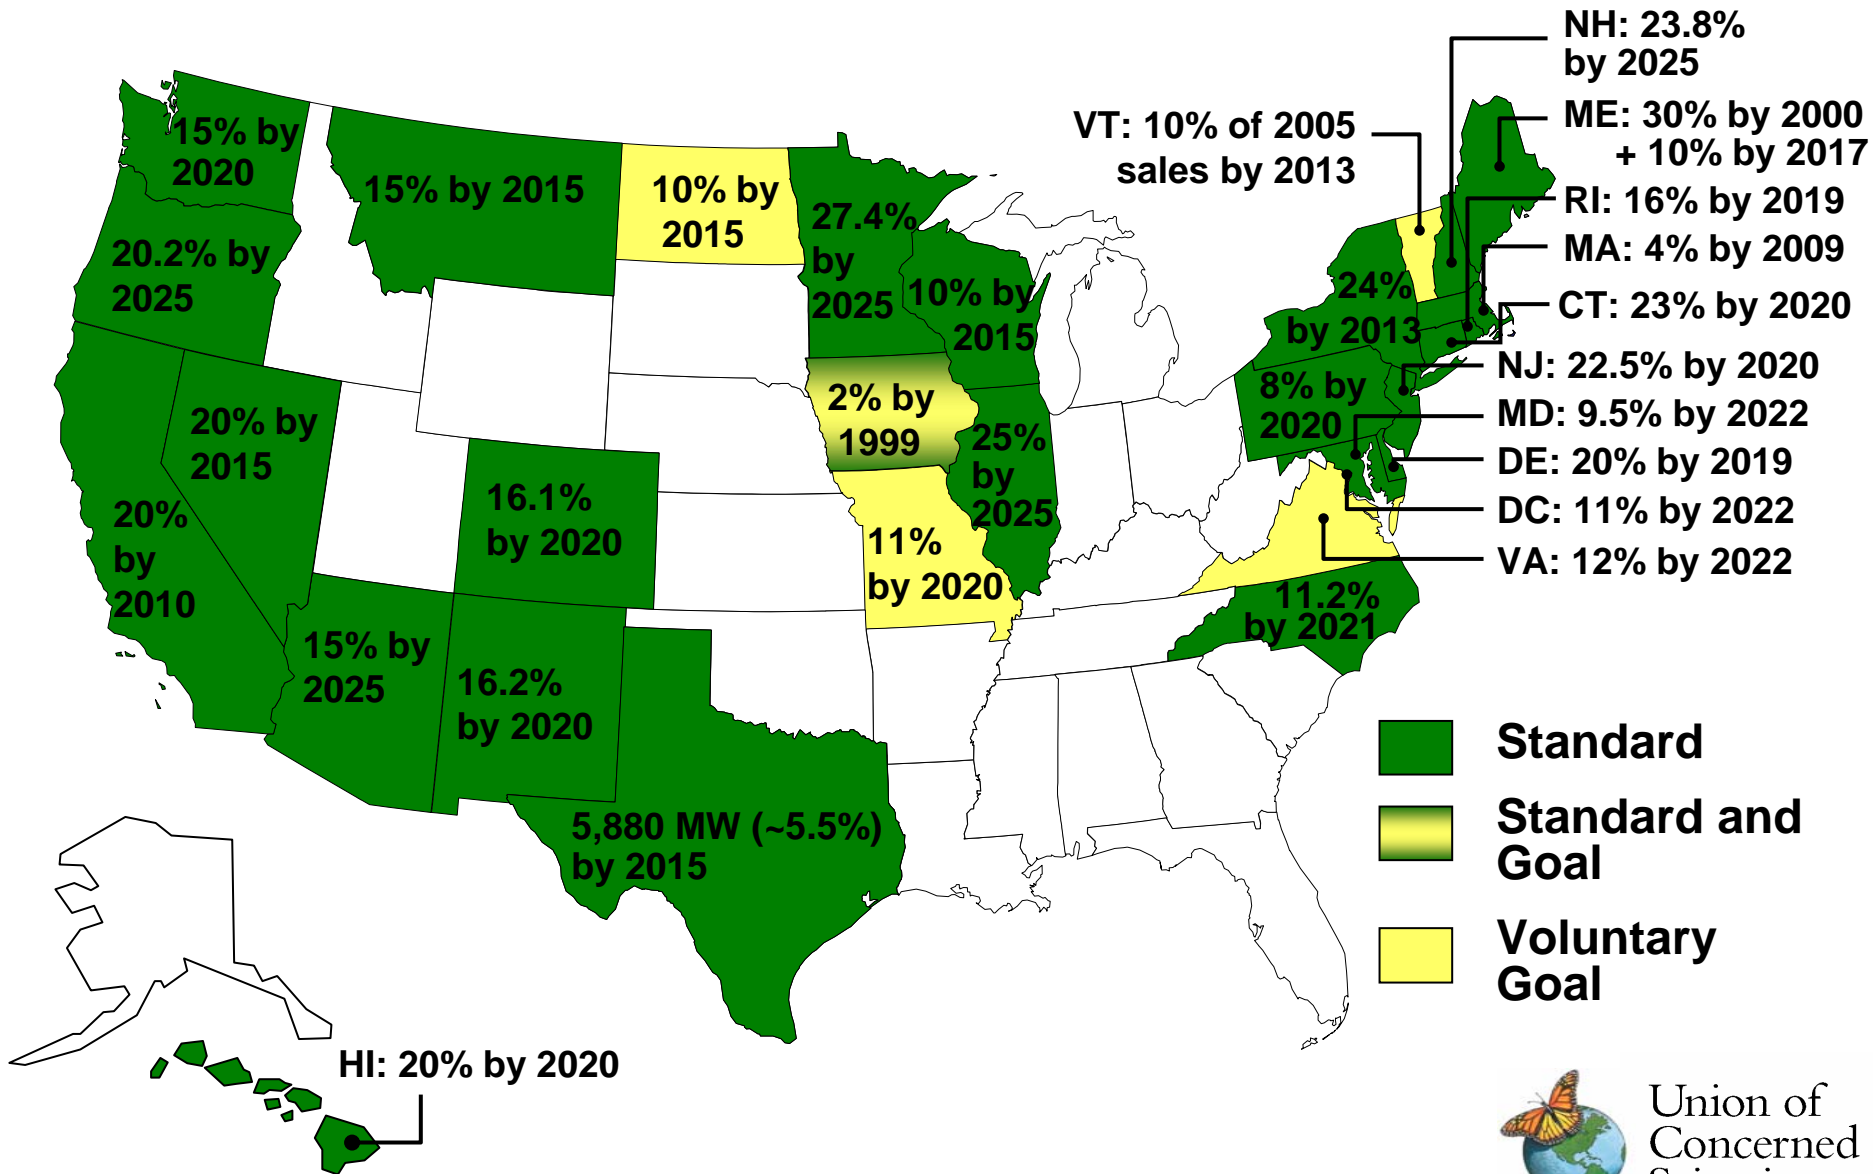 NH: 23.8%
by 2025
VT: 10% of 2005
sales by 2013
ME: 30% by 2000
+ 10% by 2017
RI: 16% by 2019
MA: 4% by 2009
CT: 23% by 2020
NJ: 22.5% by 2020
MD: 9.5% by 2022
DE: 20% by 2019
DC: 11% by 2022
VA: 12% by 2022
15% by
2020
15% by 2015
10% by
2015
27.4%
by
2025
10% by
2015
20.2% by
2025
24%
by 2013
8% by
2020
2% by
1999
25%
by
2025
20% by
2015
20%
by
2010
16.1%
by 2020
11%
by 2020
11.2%
by 2021
15% by
2025
16.2%
by 2020
5,880 MW (~5.5%)
by 2015
HI: 20% by 2020
Standard
Standard and
Goal
Voluntary
Goal
Union of
Concerned